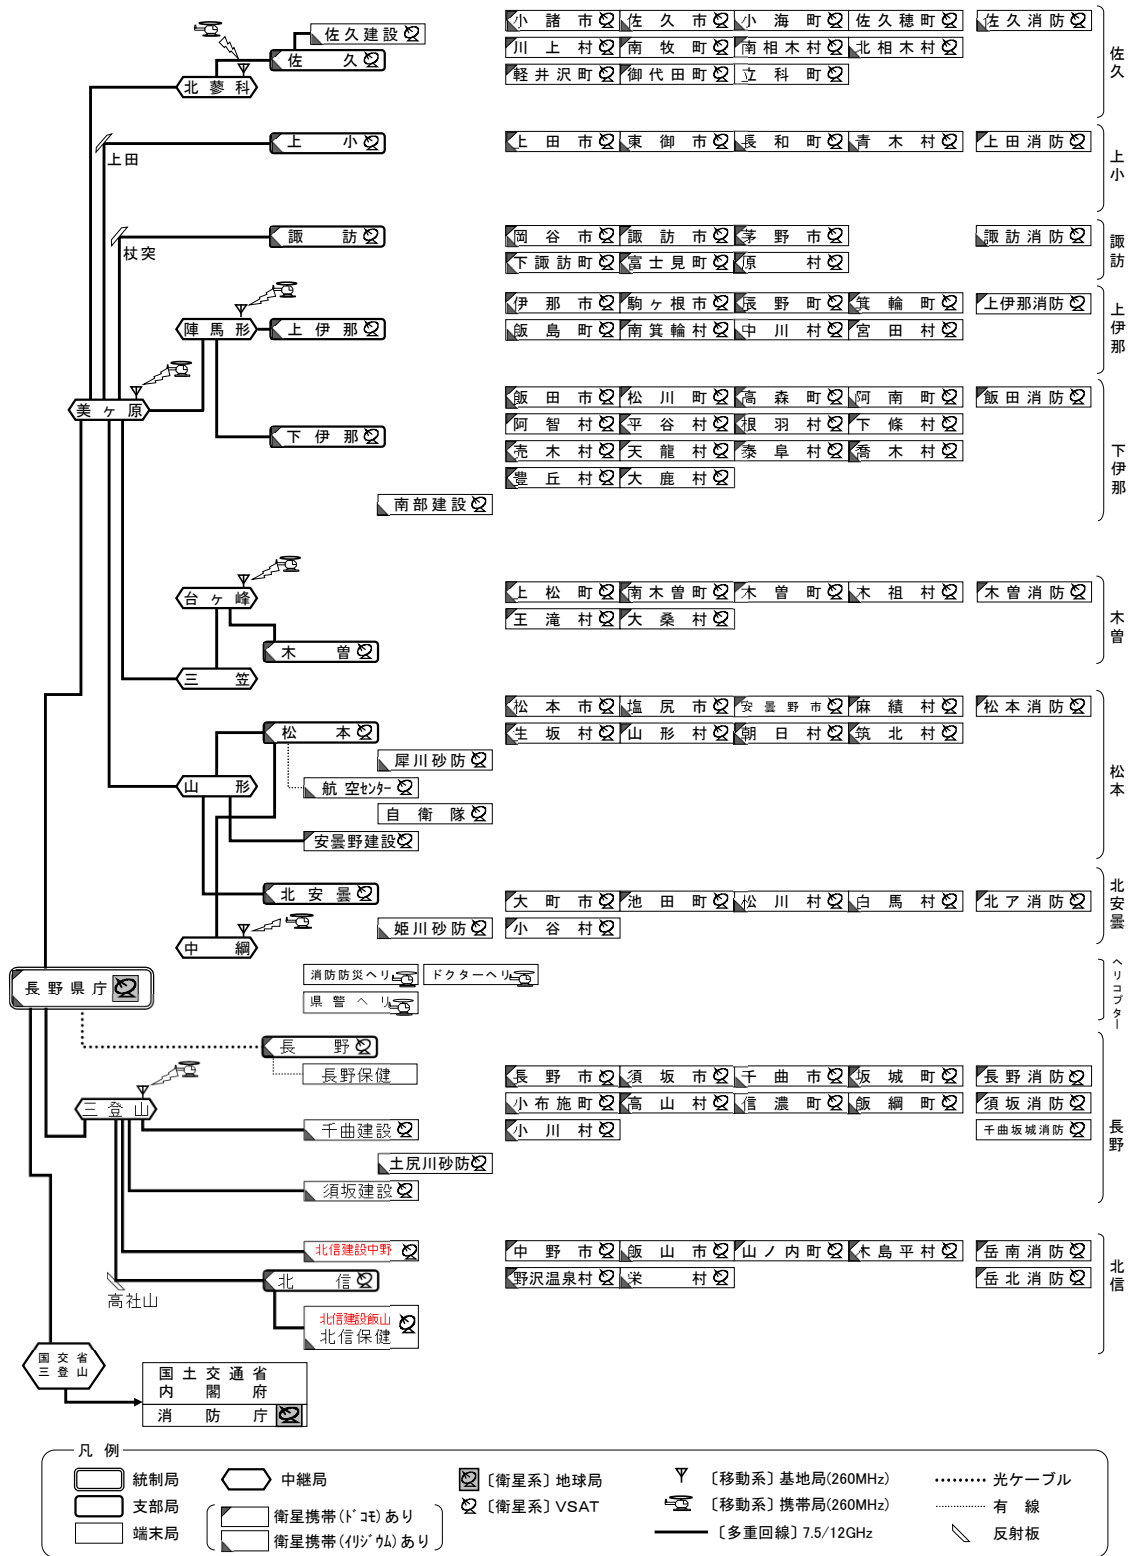 佐久建設
佐久
北蓼科
小諸市 佐久市 小海町 佐久穂町 佐久消防
川上村 南牧町 南相木村 北相木村
軽井沢町 御代田町 立科町
佐久
上田
上小
上田市 東御市 長和町 青木村 上田消防
上小
杖突
諏訪
岡谷市 諏訪市 茅野市 諏訪消防
下諏訪町 富士見町 原村
諏訪
陣馬形
上伊那
伊那市 駒ヶ根市 辰野町 箕輪町 上伊那消防
飯島町 南箕輪村 中川村 宮田村
上伊那
美ヶ原
下伊那
飯田市 松川町 高森町 阿南町 飯田消防
阿智村 平谷村 根羽村 下條村
売木村 天龍村 泰阜村 喬木村
豊丘村 大鹿村
南部建設
下伊那
台ヶ峰
木曽
三笠
上松町 南木曽町 木曽町 木祖村 木曽消防
王滝村 大桑村
木曽
松本
犀川砂防
山形
航空センター
自衛隊
安曇野建設
松本市 塩尻市 安曇野市 麻績村 松本消防
生坂村 山形村 朝日村 筑北村
松本
北安曇
姫川砂防
中綱
大町市 池田町 松川村 白馬村 北ア消防
小谷村
北安曇
長野県庁
消防防災ヘリ ドクターヘリ
県警ヘリ
ヘリコプター
長野
長野保健
三登山
千曲建設
土尻川砂防
須坂建設
長野市 須坂市 千曲市 坂城町 長野消防
小布施町 高山村 信濃町 飯綱町 須坂消防
小川村 千曲坂城消防
長野
北信建設中野
北信
高社山
北信建設飯山
北信保健
中野市 飯山市 山ノ内町 木島平村 岳南消防
野沢温泉村 栄村 岳北消防
北信
国交省
三登山
国土交通省
内閣府
消防庁
凡例
統制局
支部局
端末局
中継局
衛星携帯(ドコモ)あり
衛星携帯(イリジウム)あり
〔衛星系〕地球局
〔衛星系〕VSAT
〔移動系〕基地局(260MHz)
〔移動系〕携帯局(260MHz)
〔多重回線〕7.5/12GHz
光ケーブル
有線
反射板